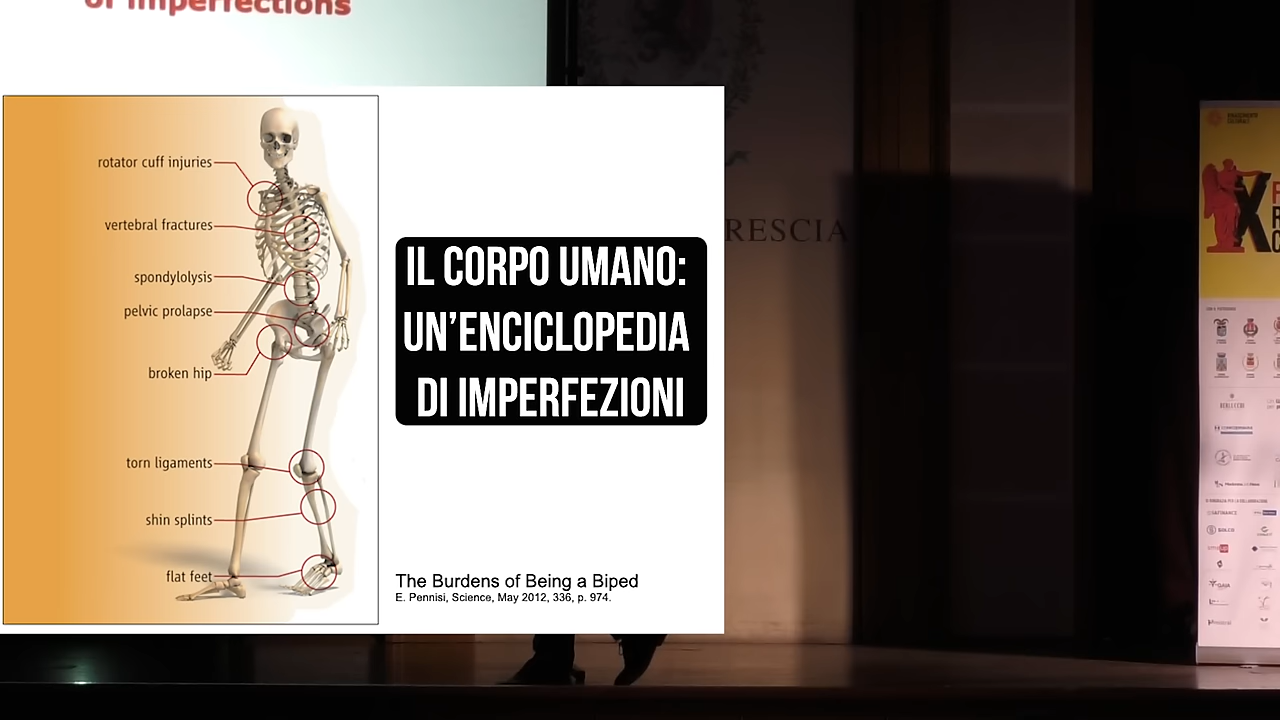 of imperfections
rotator cuff injuries
vertebral fractures
spondylolysis
pelvic prolapse
broken hip
torn ligaments
shin splints
flat feet
IL CORPO UMANO:
UN’ENCICLOPEDIA
DI IMPERFEZIONI
The Burdens of Being a Biped
E. Pennisi, Science, May 2012, 336, p. 974.
RESCIA
X